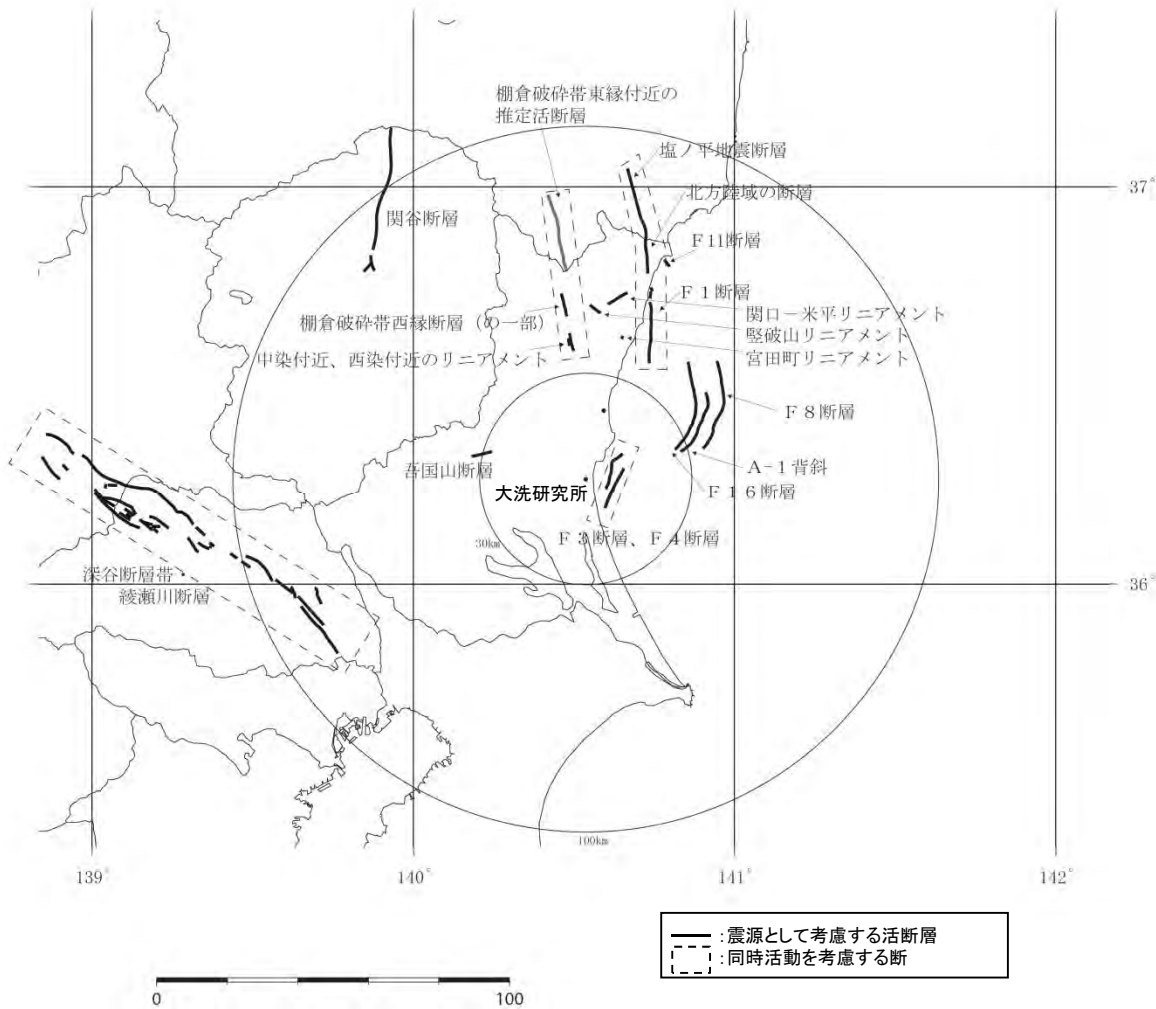 棚倉破砕帯東縁付近の
推定活断層
塩ノ平地震断層
37°
北方陸域の断層
関谷断層
F11断層
F1断層
関口－米平リニアメント
棚倉破砕帯西縁断層(の一部)
竪破山リニアメント
中染付近、西染付近のリニアメント
宮田町リニアメント
F8断層
吾国山断層
A-1背斜
大洗研究所
F16断層
F3断層、F4断層
30km
深谷断層帯・
綾瀬川断層
36°
100km
139°
140°
141°
142°
:震源として考慮する活断層
:同時活動を考慮する断
0
100